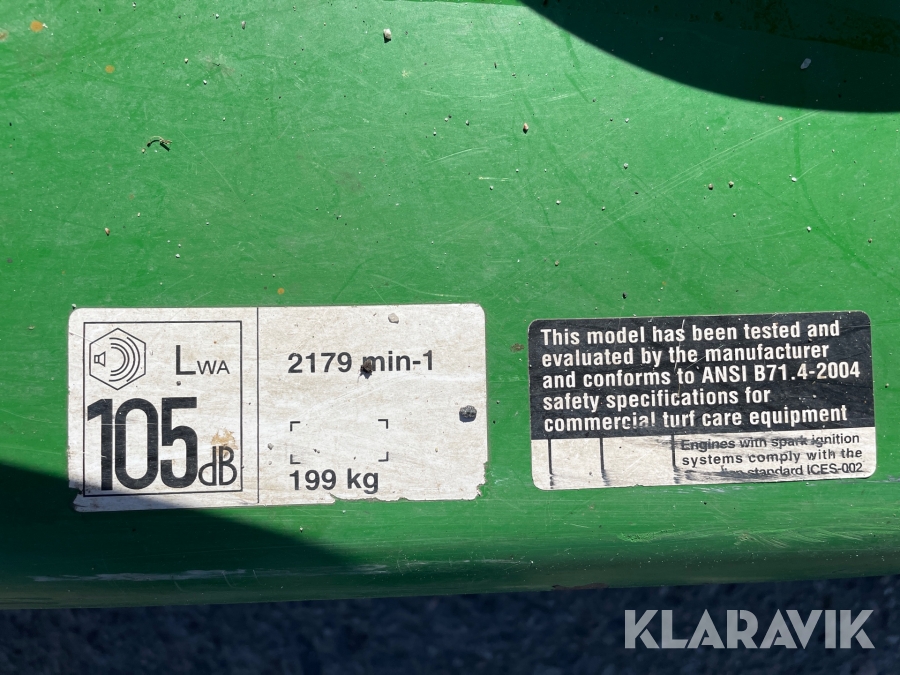 LWA
105dB
2179 min-1
199 kg
This model has been tested and
evaluated by the manufacturer
and conforms to ANSI B71.4-2004
safety specifications for
commercial turf care equipment
Engines with spark ignition
systems comply with the
standard ICES-002
KLARAVIK